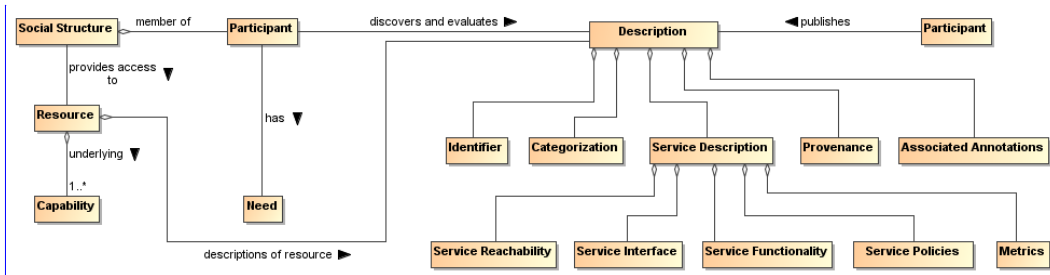 Social Structure
member of
Participant
discovers and evaluates
Description
publishes
Participant
provides access
to
Resource
has
underlying
Identifier
Categorization
Service Description
Provenance
Associated Annotations
1..*
Capability
Need
descriptions of resource
Service Reachability
Service Interface
Service Functionality
Service Policies
Metrics